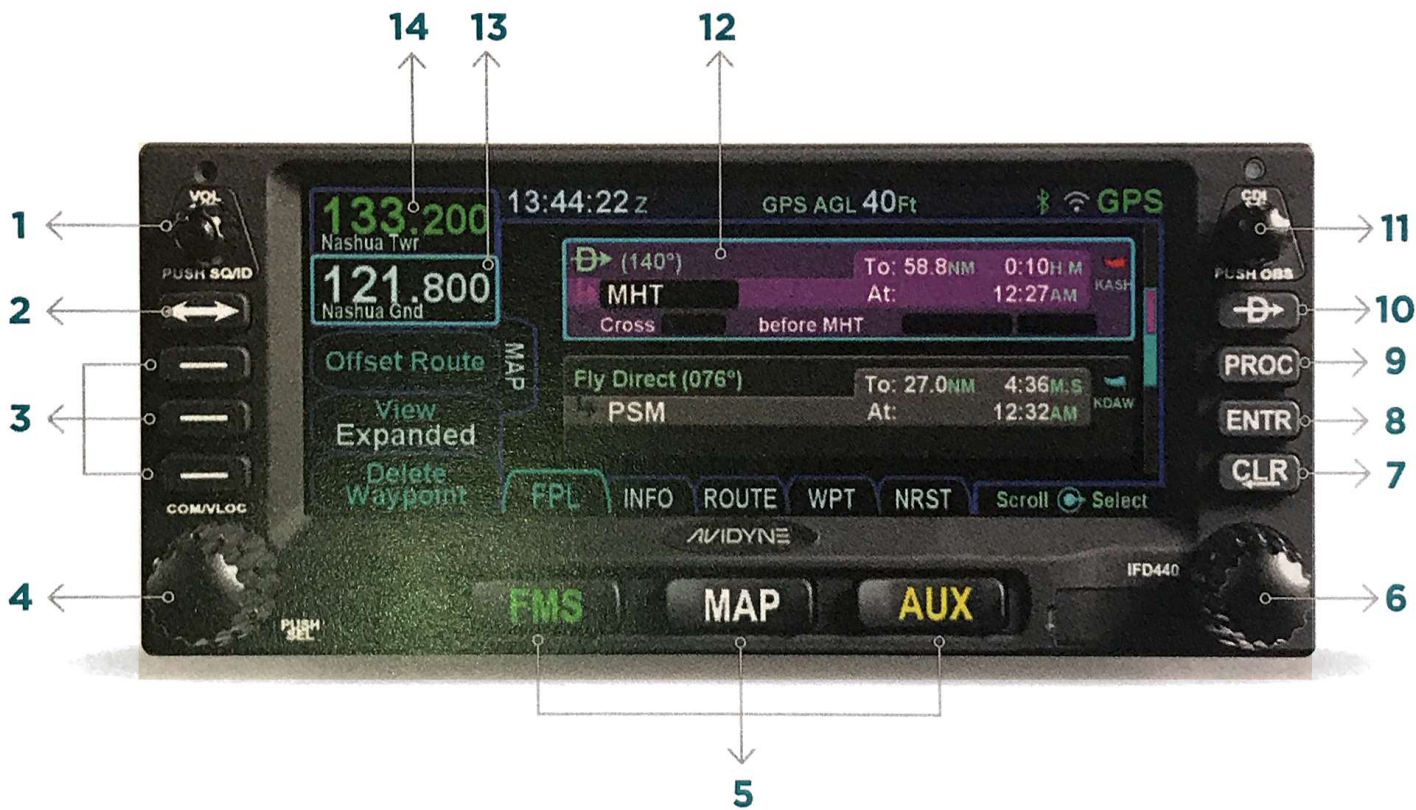 14 13 12
VOL
CDI
1
133.200
13:44:22 Z
GPS AGL 40Ft
GPS
11
Nashua Twr
PUSH SQ/ID
PUSH OBS
(140°)
To: 58.8NM 0:10H:M
KASH
2
121.800
MHT
At: 12:27AM
10
Nashua Gnd
Cross
before MHT
Offset Route
MAP
PROC
9
Fly Direct (076°)
To: 27.0NM 4:36M:S
KDAW
3
View
Expanded
PSM
At: 12:32AM
ENTR
8
Delete
Waypoint
FPL INFO ROUTE WPT NRST Scroll Select
CLR
7
COM/VLOC
AVIDYNE
IFD440
4
PUSH
SEL
FMS MAP AUX
6
5